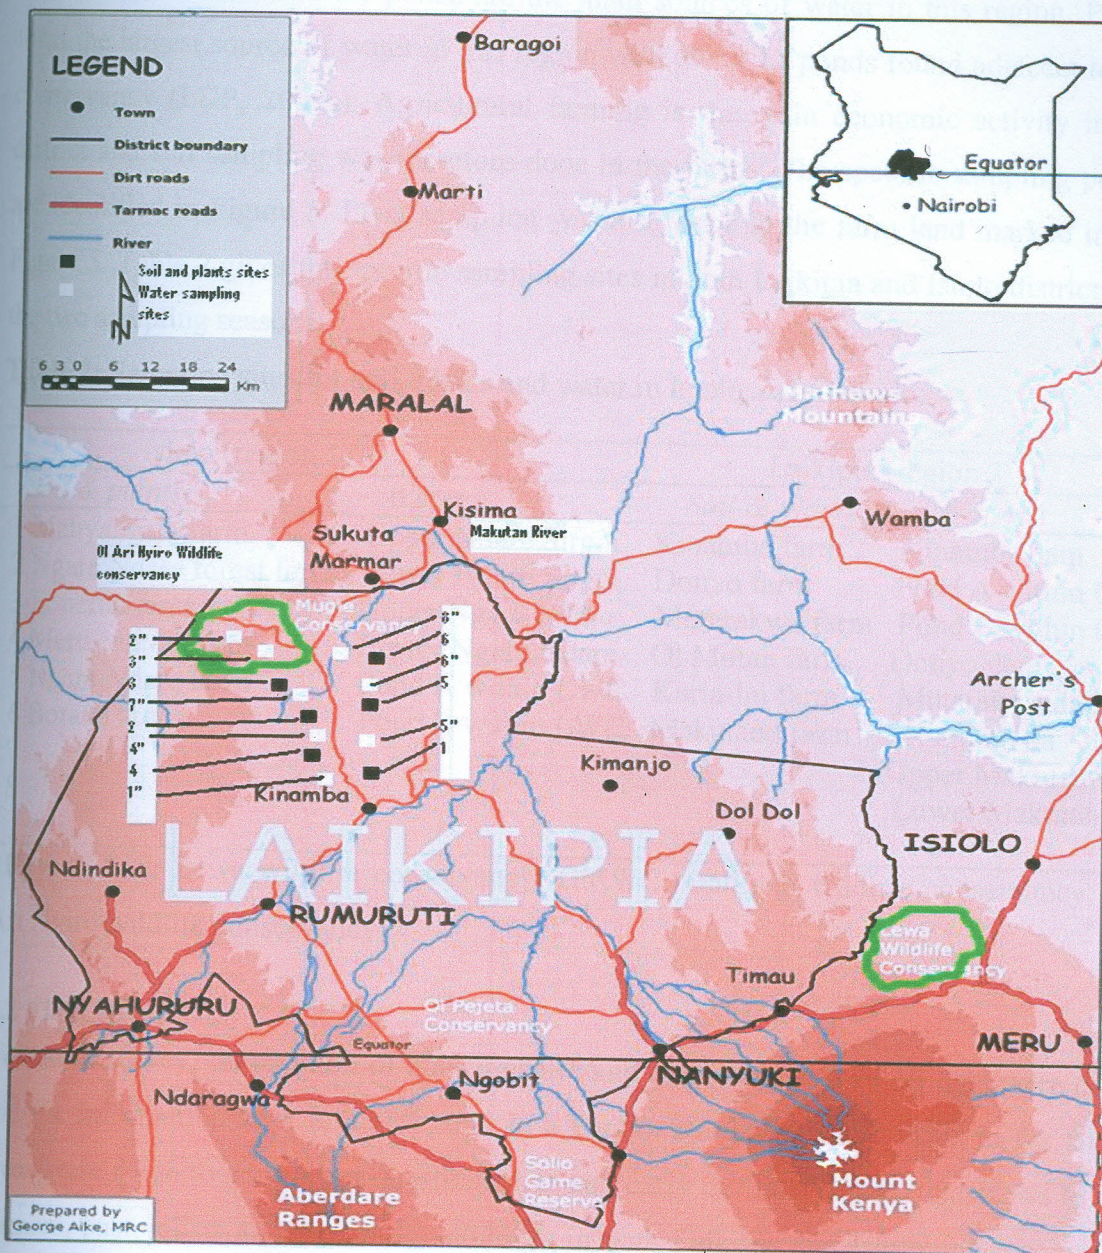 LEGEND
Town
District boundary
Dirt roads
Tarmac roads
River
Soil and plants sites
Water sampling
sites
N
6 3 0 6 12 18 24
Km
Baragoi
Marti
Equator
Nairobi
MARALAL
Mathews
Mountains
Kisima
Makutan River
Wamba
Sukuta
Marmar
Ol Ari Nyiro Wildlife
conservancy
Mugie
Conservancy
2"
3"
3
7"
2
4"
4
1"
8"
6
6"
5
5"
1
Archer's
Post
Kimanjo
Kinamba
Dol Dol
LAIKIPIA
ISIOLO
Ndindika
RUMURUTI
Lewa
Wildlife
Conservancy
Timau
NYAHURURU
Ol Pejeta
Conservancy
Equator
MERU
NANYUKI
Ndaragwa
Ngobit
Solio
Game
Reserve
Mount
Kenya
Aberdare
Ranges
Prepared by
George Aike, MRC